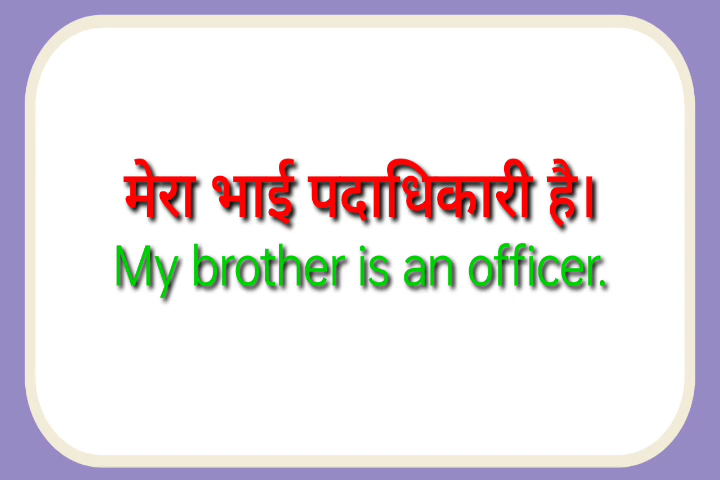 मेरा भाई पदाधिकारी है।
My brother is an officer.